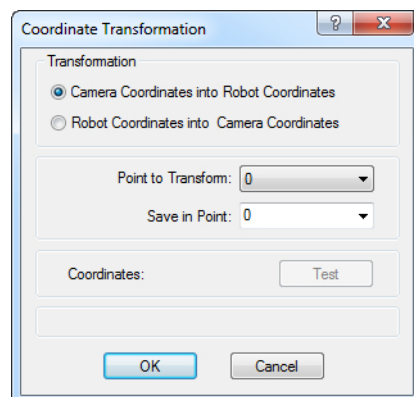 Coordinate Transformation
Transformation
Camera Coordinates into Robot Coordinates
Robot Coordinates into Camera Coordinates
Point to Transform: 0
Save in Point: 0
Coordinates: Test
OK Cancel